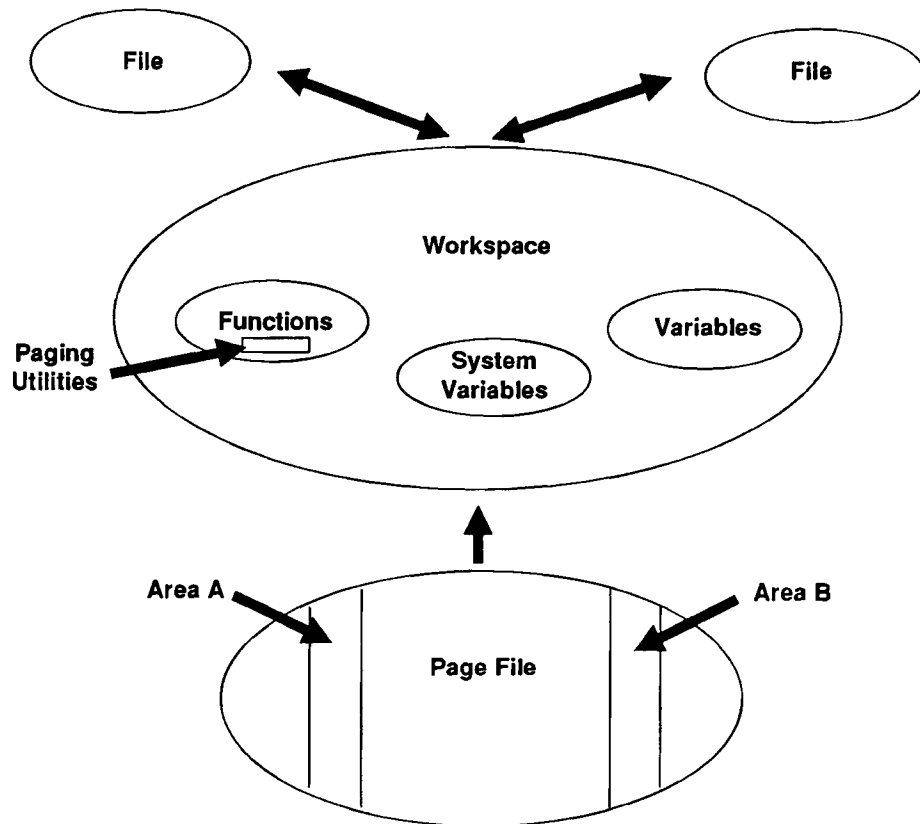 File
File
Workspace
Functions
Variables
Paging
Utilities
System
Variables
Area A
Area B
Page File